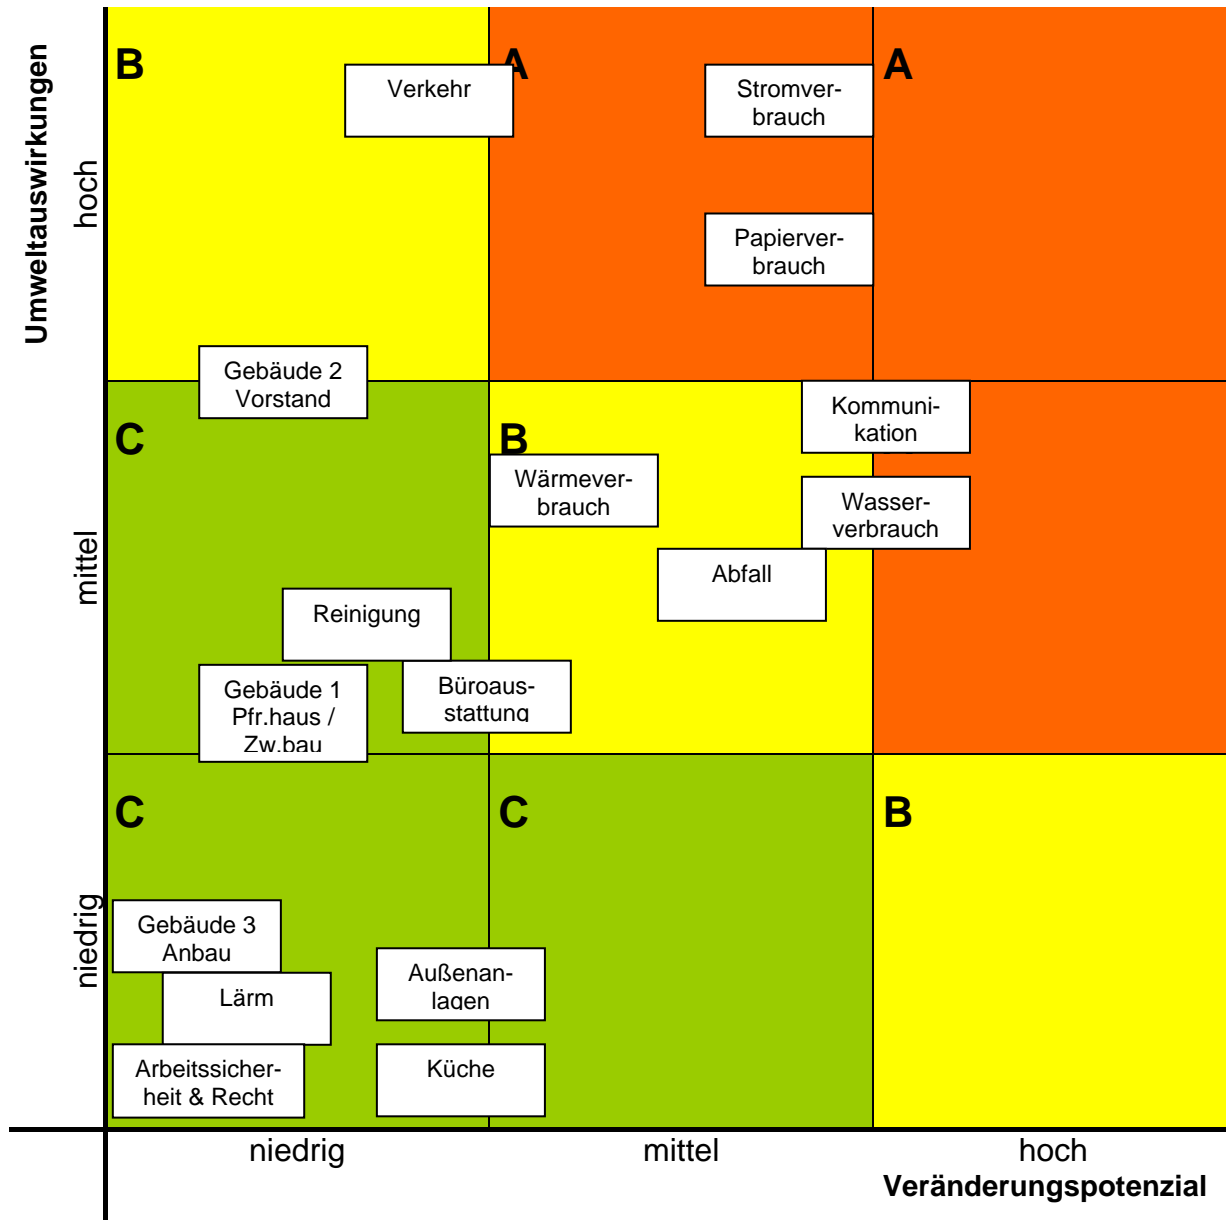 Umweltauswirkungen
hoch
mittel
niedrig
B
A
A
Verkehr
Stromver-
brauch
Papierver-
brauch
Gebäude 2
Vorstand
C
B
Kommuni-
kation
Wärmever-
brauch
Wasser-
verbrauch
Abfall
Reinigung
Gebäude 1
Pfr.haus /
Zw.bau
Büroaus-
stattung
C
C
B
Gebäude 3
Anbau
Lärm
Außenan-
lagen
Arbeitssicher-
heit & Recht
Küche
niedrig
mittel
hoch
Veränderungspotenzial